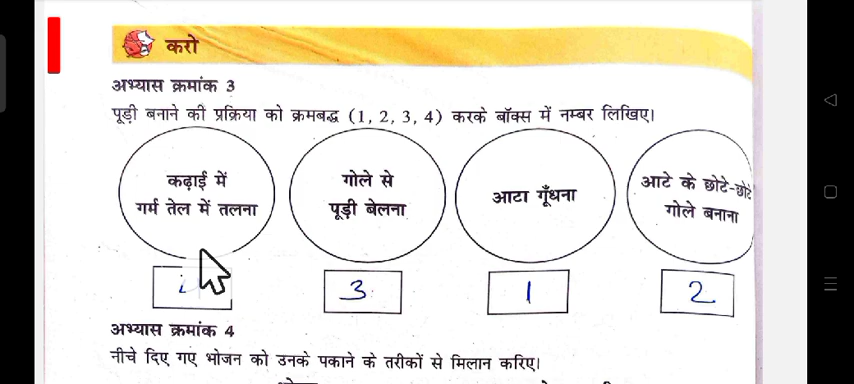 करो
अभ्यास क्रमांक 3
पूड़ी बनाने की प्रक्रिया को क्रमबद्ध (1, 2, 3, 4) करके बॉक्स में नम्बर लिखिए।
कढ़ाई में
गर्म तेल में तलना
गोले से
पूड़ी बेलना
आटा गूँधना
आटे के छोटे-छोटे
गोले बनाना
3
1
2
अभ्यास क्रमांक 4
नीचे दिए गए भोजन को उनके पकाने के तरीकों से मिलान करिए।